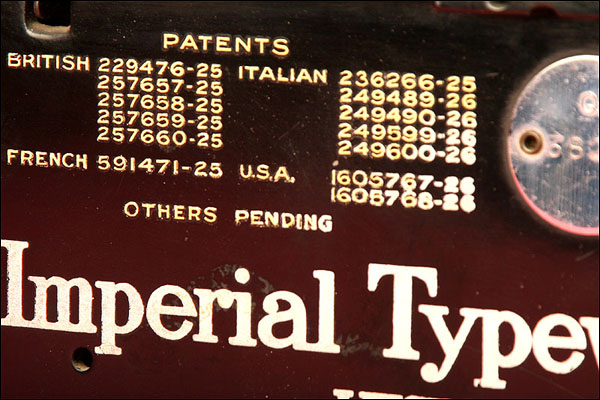 PATENTS
BRITISH 229476-25 ITALIAN 236266-25
257657-25 249489-26
257658-25 249490-26
257659-25 249599-26
257660-25 249600-26
FRENCH 591471-25 U.S.A. 1605767-26
1605768-26
OTHERS PENDING
Imperial Typew